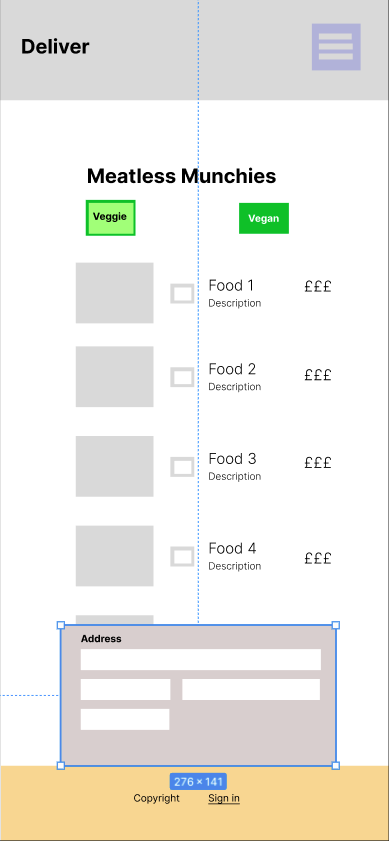 Deliver
Meatless Munchies
Veggie
Vegan
Food 1
£££
Description
Food 2
£££
Description
Food 3
£££
Description
Food 4
£££
Description
Address
276 × 141
Copyright
Sign in